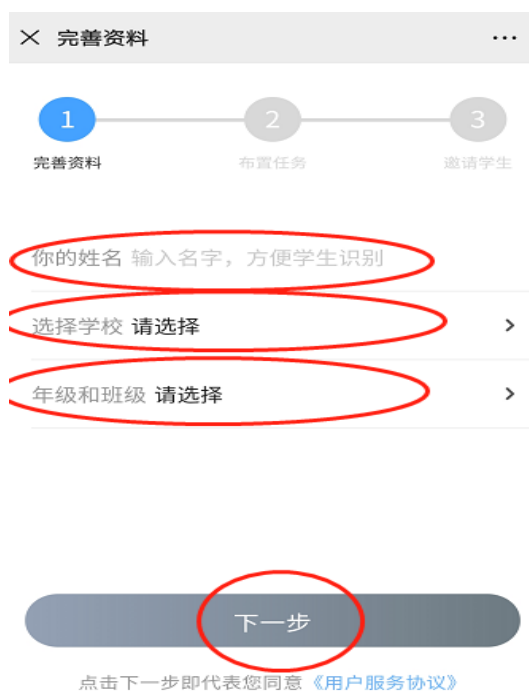 完善资料 ...
1 2 3
完善资料 布置任务 邀请学生
你的姓名 输入名字，方便学生识别
选择学校 请选择
年级和班级 请选择
下一步
点击下一步即代表您同意《用户服务协议》